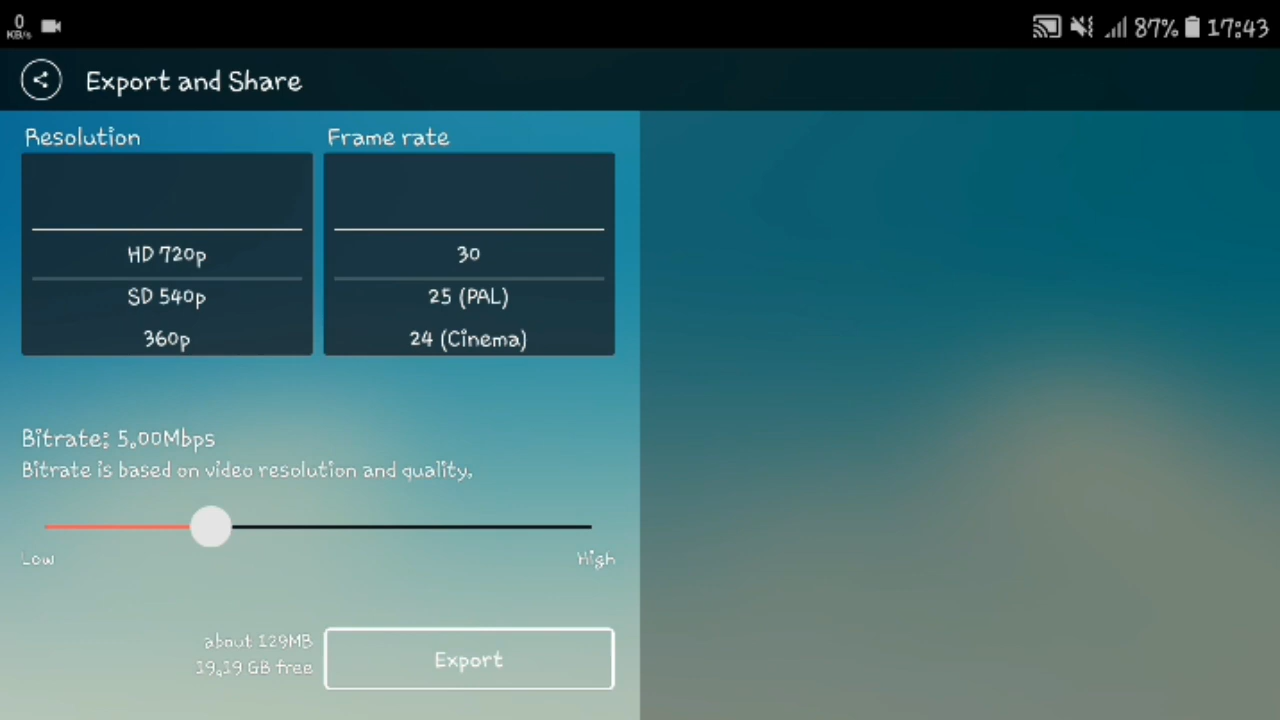 0
KB/s
87% 17:43
Export and Share
Resolution
Frame rate
HD 720p
30
SD 540p
25 (PAL)
360p
24 (Cinema)
Bitrate: 5.00Mbps
Bitrate is based on video resolution and quality.
Low
High
about 129MB
19.19 GB free
Export